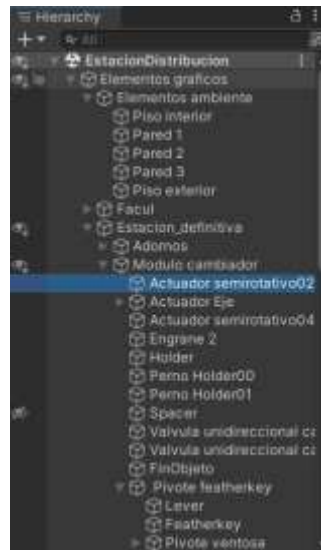 Hierarchy
All
EstacionDistribucion
Elementos graficos
Elementos ambiente
Piso interior
Pared 1
Pared 2
Pared 3
Piso exterior
Facul
Estacion_definitiva
Adornos
Modulo cambiador
Actuador semirotativo02
Actuador Eje
Actuador semirotativo04
Engrane 2
Holder
Perno Holder00
Perno Holder01
Spacer
Valvula unidireccional ca
Valvula unidireccional ca
FinObjeto
Pivote featherkey
Lever
Featherkey
Pivote ventosa